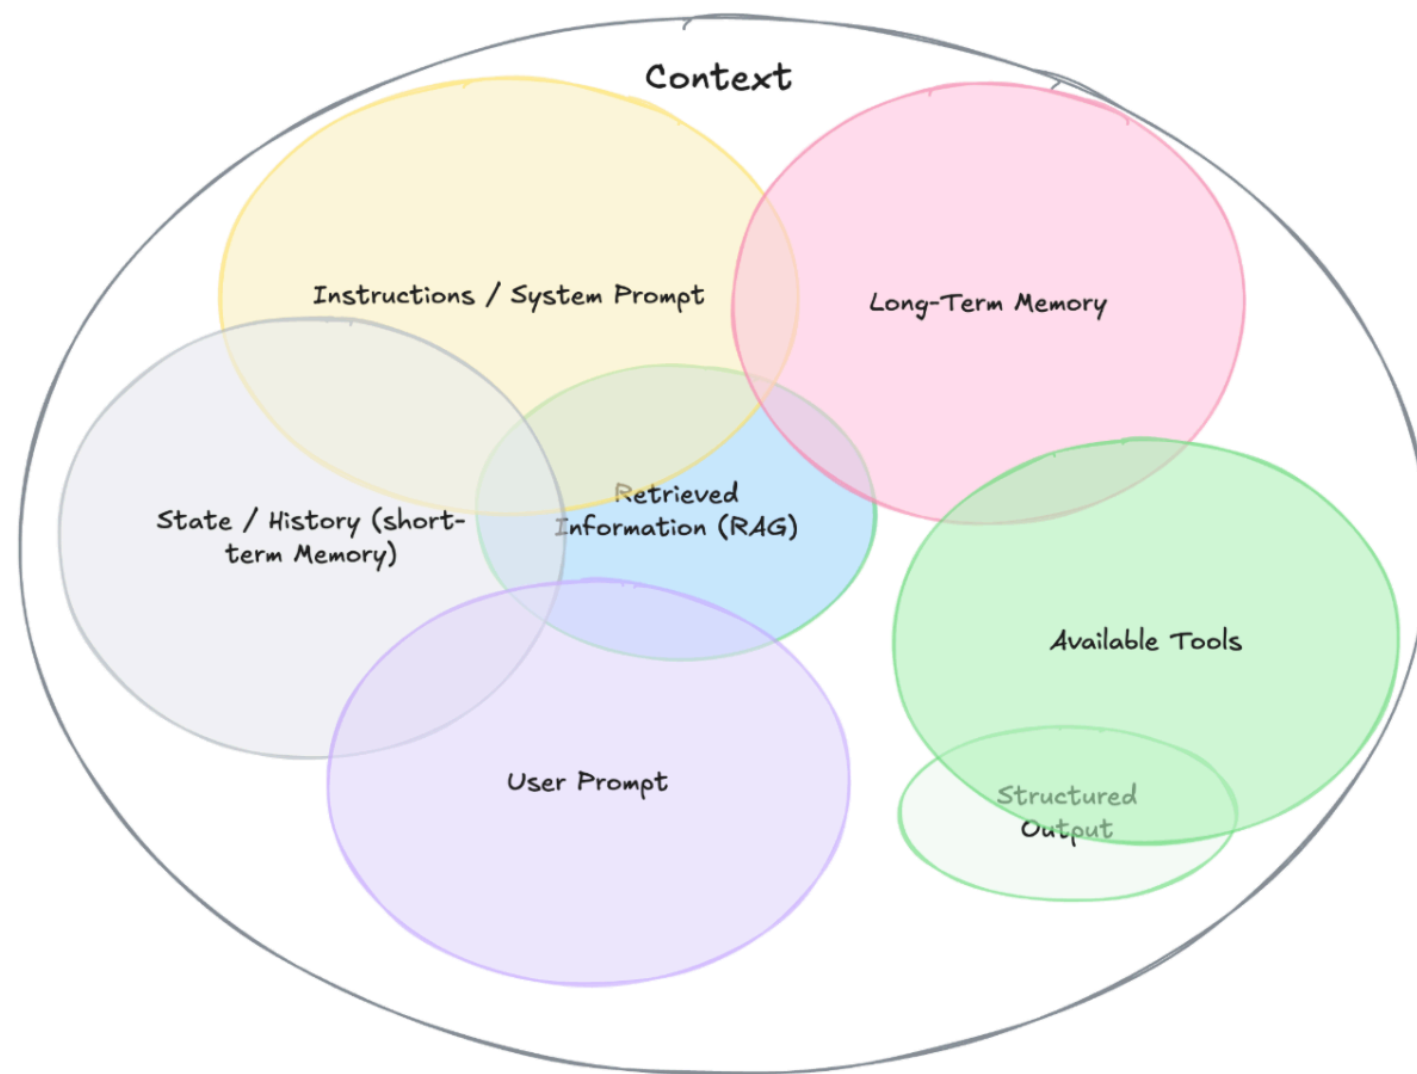 Context
Instructions / System Prompt
Long-Term Memory
Retrieved
Information (RAG)
State / History (short-
term Memory)
Available Tools
User Prompt
Structured
Output